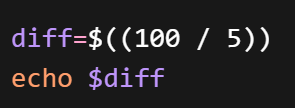 diff=$((100 / 5))
echo $diff